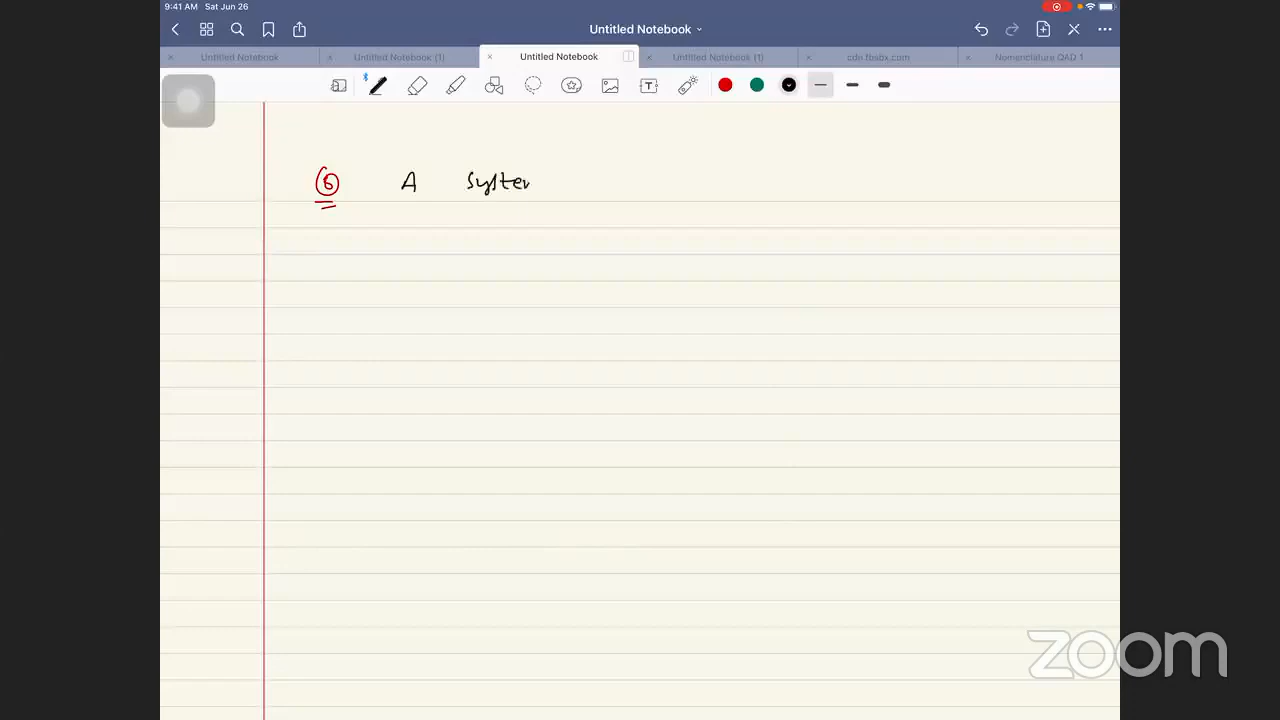 9:41 AM Sat Jun 26
Untitled Notebook
Untitled Notebook Untitled Notebook (1) Untitled Notebook Untitled Notebook (1) cdn.fbsbx.com Nomenclature QAD 1
T
6 A System
zoom